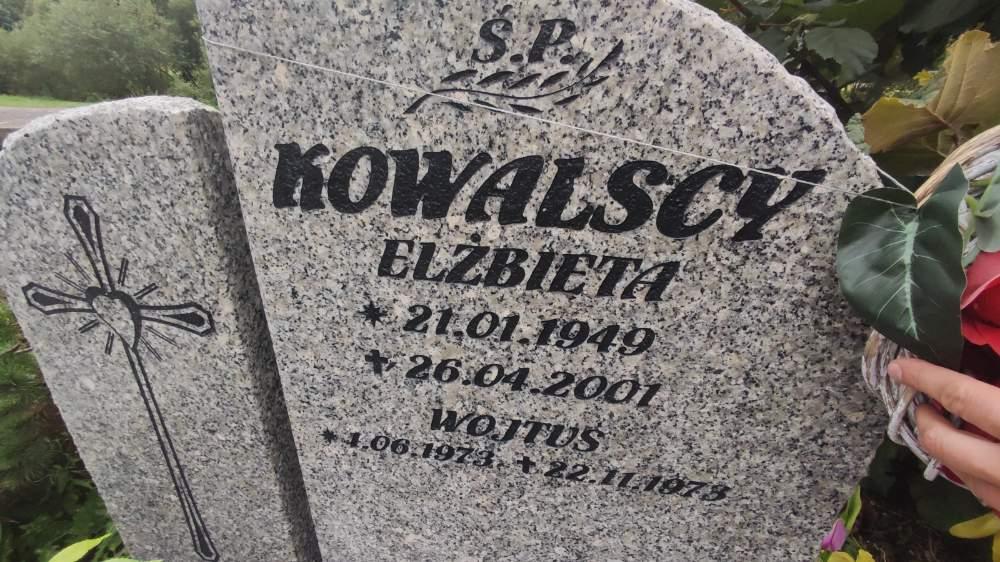 Ś.P.
KOWALSCY
ELŻBIETA
* 21.01.1949
✝ 26.04.2001
WOJTUŚ
* 1.06.1973. ✝ 22.11.1973